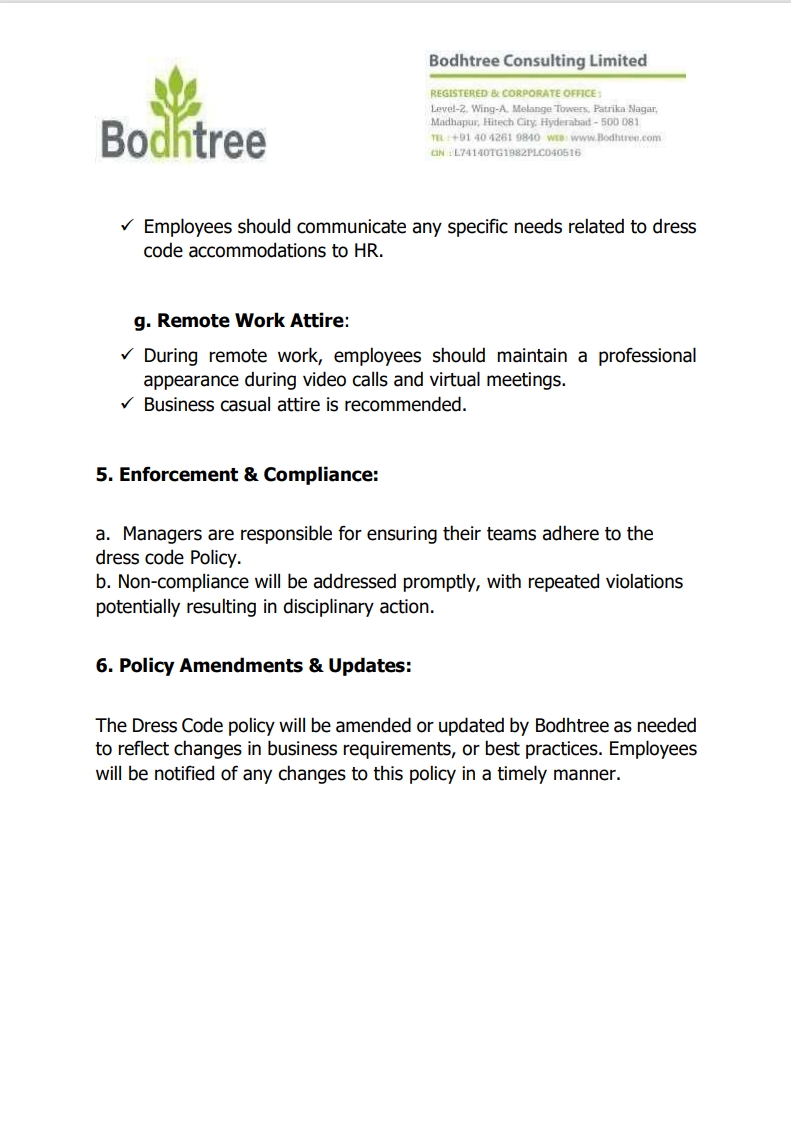 Bodhtree
Bodhtree Consulting Limited
REGISTERED & CORPORATE OFFICE :
Level-2, Wing-A, Melange Towers, Patrika Nagar,
Madhapur, Hitech City, Hyderabad - 500 081
TEL : +91 40 4261 9840 WEB: www.Bodhtree.com
CIN : L74140TG1982PLC040516
✓ Employees should communicate any specific needs related to dress
code accommodations to HR.
g. Remote Work Attire:
✓ During remote work, employees should maintain a professional
appearance during video calls and virtual meetings.
✓ Business casual attire is recommended.
5. Enforcement & Compliance:
a. Managers are responsible for ensuring their teams adhere to the
dress code Policy.
b. Non-compliance will be addressed promptly, with repeated violations
potentially resulting in disciplinary action.
6. Policy Amendments & Updates:
The Dress Code policy will be amended or updated by Bodhtree as needed
to reflect changes in business requirements, or best practices. Employees
will be notified of any changes to this policy in a timely manner.